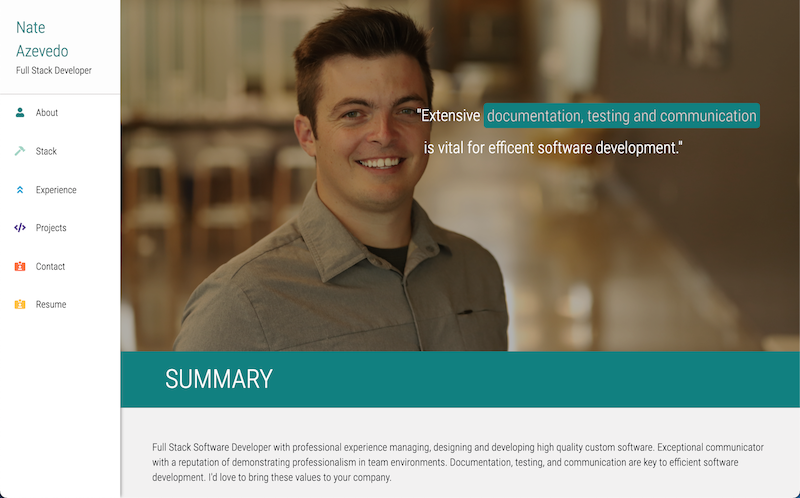 Nate
Azevedo
Full Stack Developer
About
Stack
Experience
Projects
Contact
Resume
"Extensive documentation, testing and communication
is vital for efficent software development."
SUMMARY
Full Stack Software Developer with professional experience managing, designing and developing high quality custom software. Exceptional communicator
with a reputation of demonstrating professionalism in team environments. Documentation, testing, and communication are key to efficient software
development. I'd love to bring these values to your company.